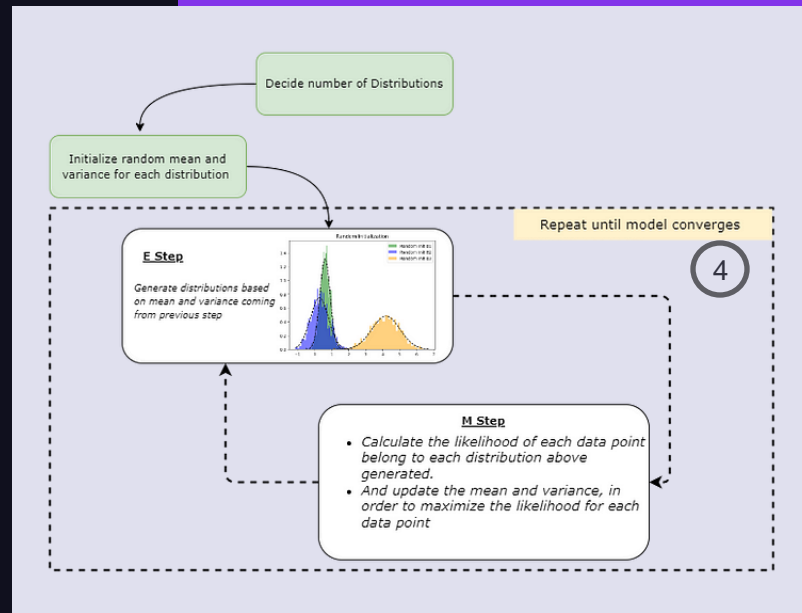 Decide number of Distributions
Initialize random mean and
variance for each distribution
Repeat until model converges
4
E Step
Generate distributions based
on mean and variance coming
from previous step
M Step
• Calculate the likelihood of each data point
belong to each distribution above
generated.
• And update the mean and variance, in
order to maximize the likelihood for each
data point